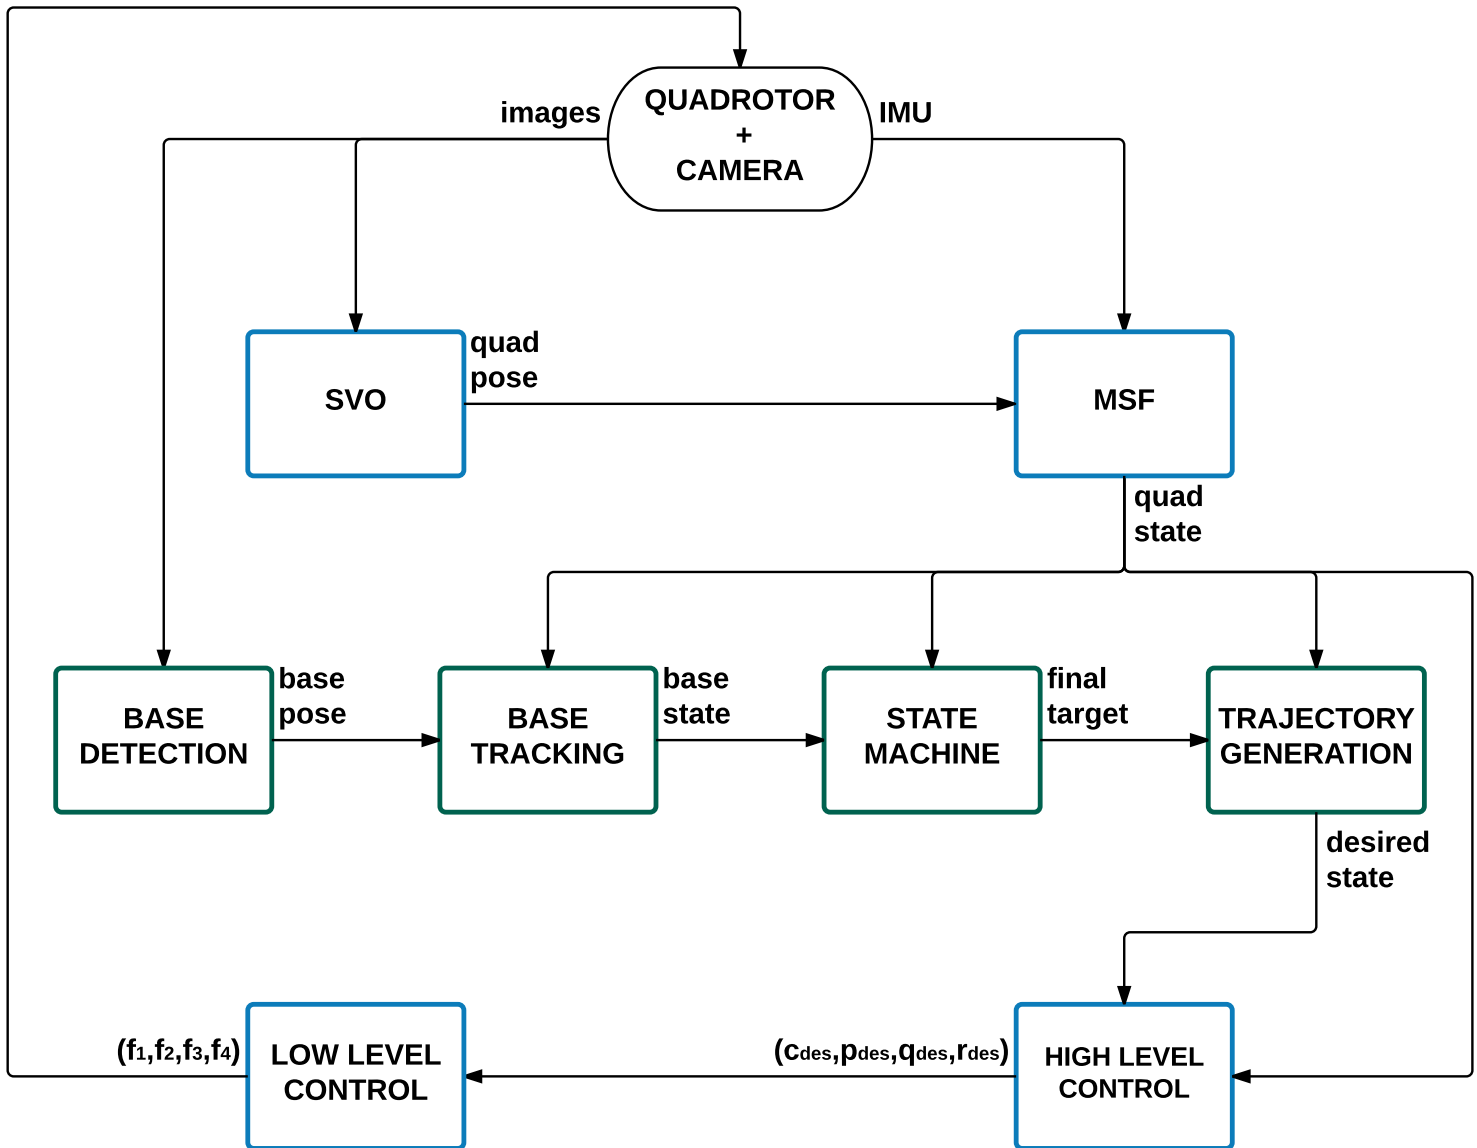 images
QUADROTOR
+
CAMERA
IMU
quad
pose
SVO
MSF
quad
state
base
pose
base
state
final
target
BASE
DETECTION
BASE
TRACKING
STATE
MACHINE
TRAJECTORY
GENERATION
desired
state
(f1,f2,f3,f4)
LOW LEVEL
CONTROL
(cdes,pdes,qdes,rdes)
HIGH LEVEL
CONTROL